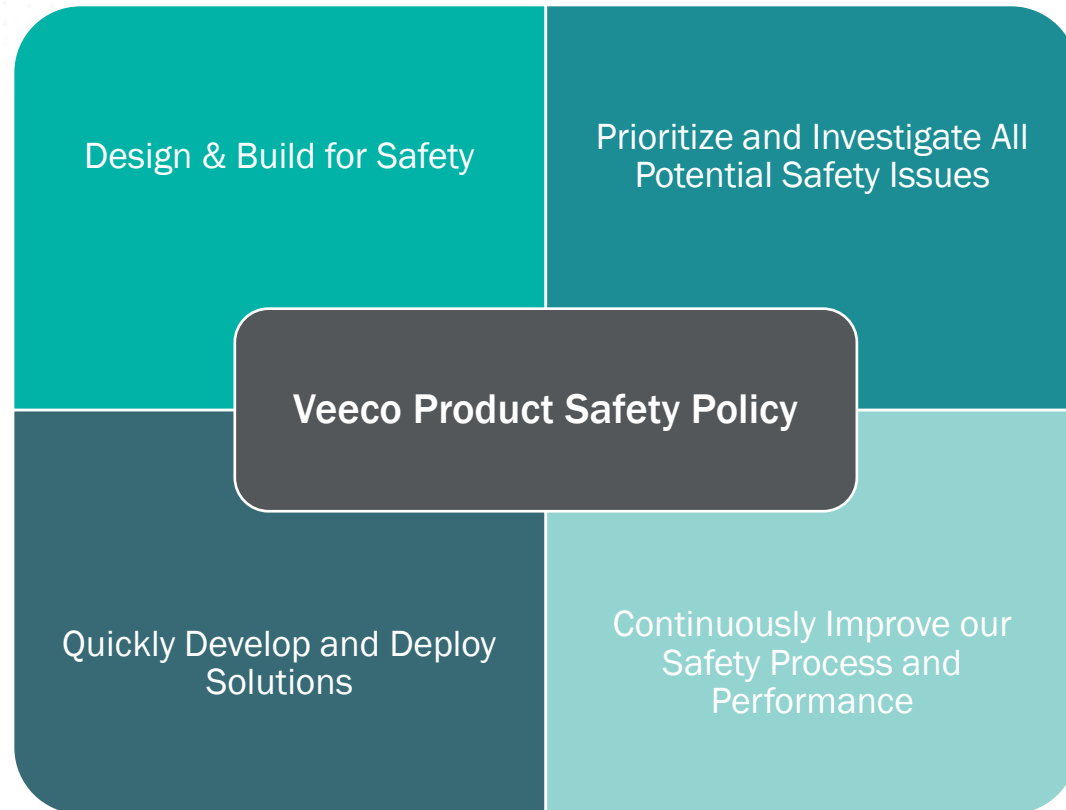 Design & Build for Safety
Prioritize and Investigate All
Potential Safety Issues
Veeco Product Safety Policy
Quickly Develop and Deploy
Solutions
Continuously Improve our
Safety Process and
Performance